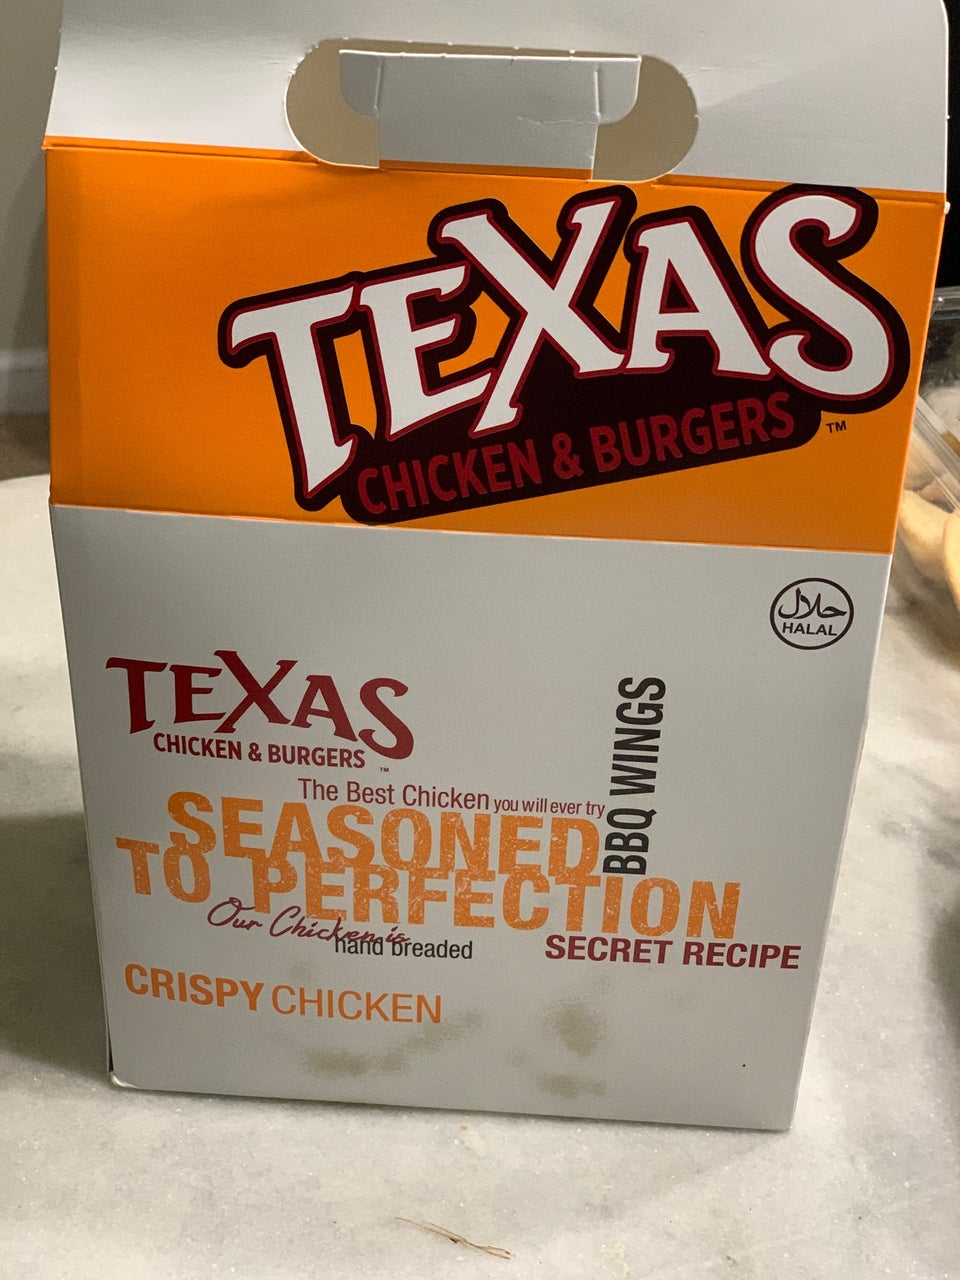 TEXAS
CHICKEN & BURGERS
TM
حلال
HALAL
TEXAS
CHICKEN & BURGERS
TM
The Best Chicken you will ever try
SEASONED
TO PERFECTION
BBQ WINGS
Our Chicken is
hand breaded
SECRET RECIPE
CRISPY CHICKEN